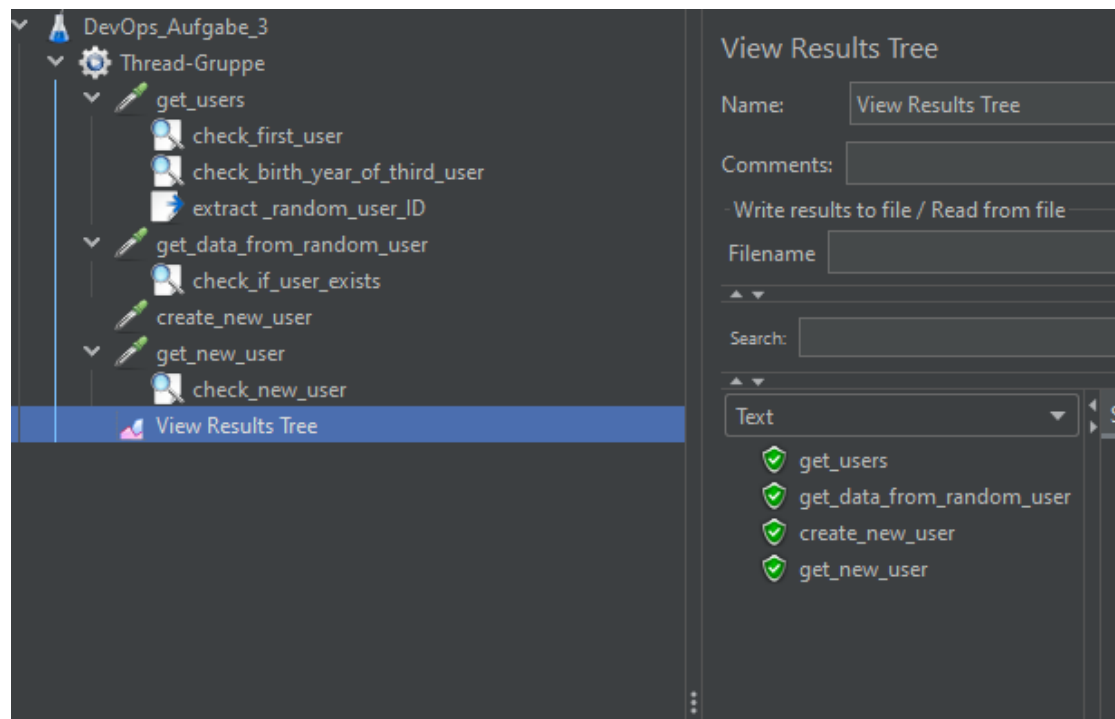 DevOps_Aufgabe_3
Thread-Gruppe
get_users
check_first_user
check_birth_year_of_third_user
extract _random_user_ID
get_data_from_random_user
check_if_user_exists
create_new_user
get_new_user
check_new_user
View Results Tree
View Results Tree
Name: View Results Tree
Comments:
Write results to file / Read from file
Filename
Search:
Text
get_users
get_data_from_random_user
create_new_user
get_new_user